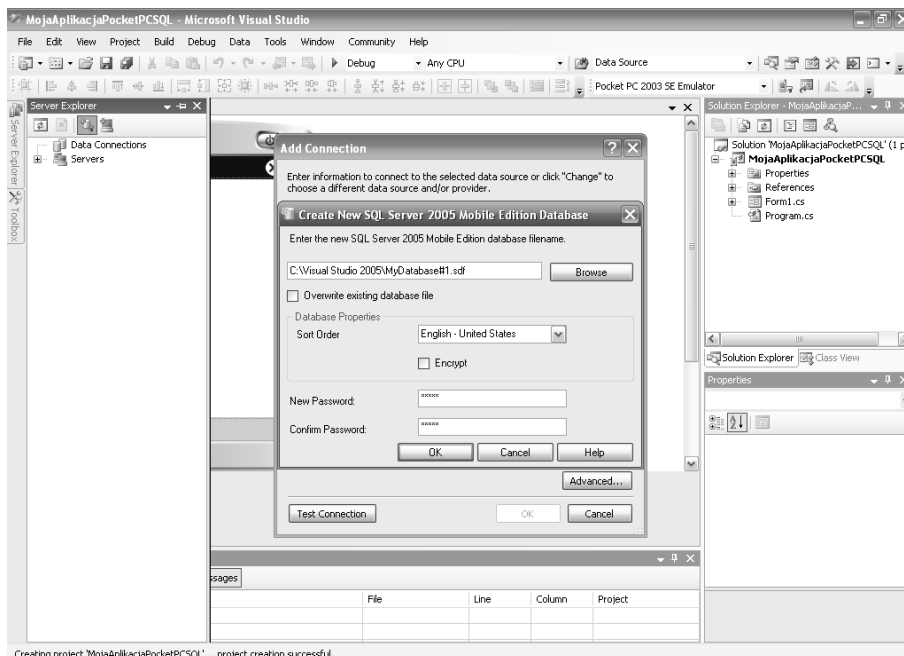 MojaAplikacjaPocketPCSQL - Microsoft Visual Studio
File Edit View Project Build Debug Data Tools Window Community Help
Debug Any CPU Data Source
Pocket PC 2003 SE Emulator
Server Explorer
Toolbox
Server Explorer
Data Connections
Servers
Add Connection
Enter information to connect to the selected data source or click "Change" to
choose a different data source and/or provider.
Create New SQL Server 2005 Mobile Edition Database
Enter the new SQL Server 2005 Mobile Edition database filename.
C:\Visual Studio 2005\MyDatabase#1.sdf
Browse
Overwrite existing database file
Database Properties
Sort Order English - United States
Encrypt
New Password: xxxxx
Confirm Password: xxxxx
OK Cancel Help
Advanced...
Test Connection OK Cancel
ssages
File Line Column Project
Solution Explorer - MojaAplikacjaP...
Solution 'MojaAplikacjaPocketPCSQL' (1 p
MojaAplikacjaPocketPCSQL
Properties
References
Form1.cs
Program.cs
Solution Explorer Class View
Properties
Creating project 'MojaAplikacjaPocketPCSQL'... project creation successful.